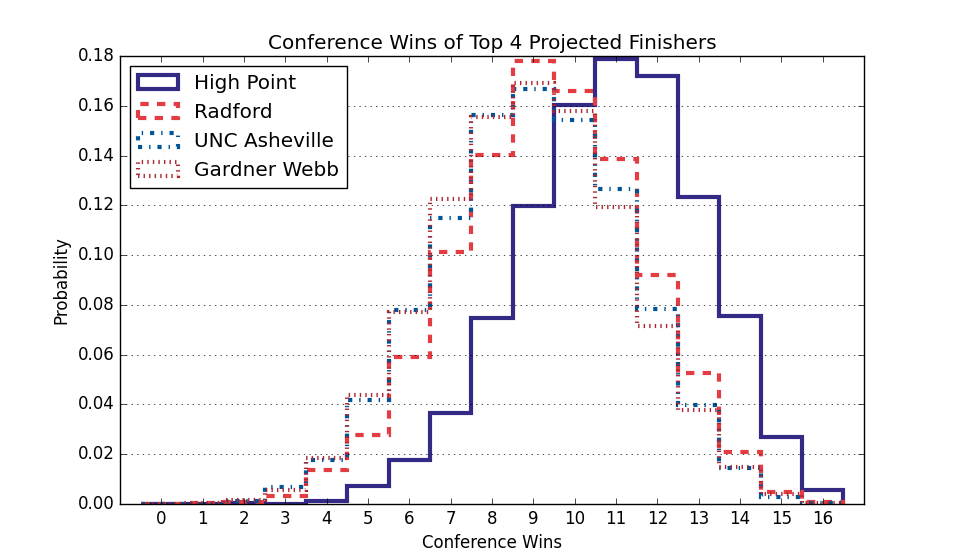 Conference Wins of Top 4 Projected Finishers
High Point
Radford
UNC Asheville
Gardner Webb
0.18
0.16
0.14
0.12
0.10
0.08
0.06
0.04
0.02
0.00
Probability
0 1 2 3 4 5 6 7 8 9 10 11 12 13 14 15 16
Conference Wins